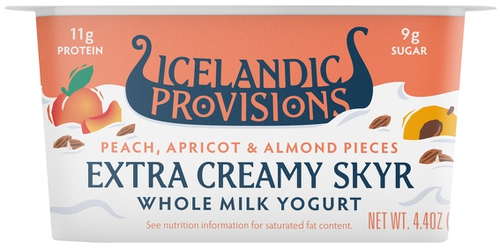 11g
PROTEIN
9g
SUGAR
ICELANDIC
PROVISIONS
PEACH, APRICOT & ALMOND PIECES
EXTRA CREAMY SKYR
WHOLE MILK YOGURT
See nutrition information for saturated fat content.
NET WT. 4.4OZ